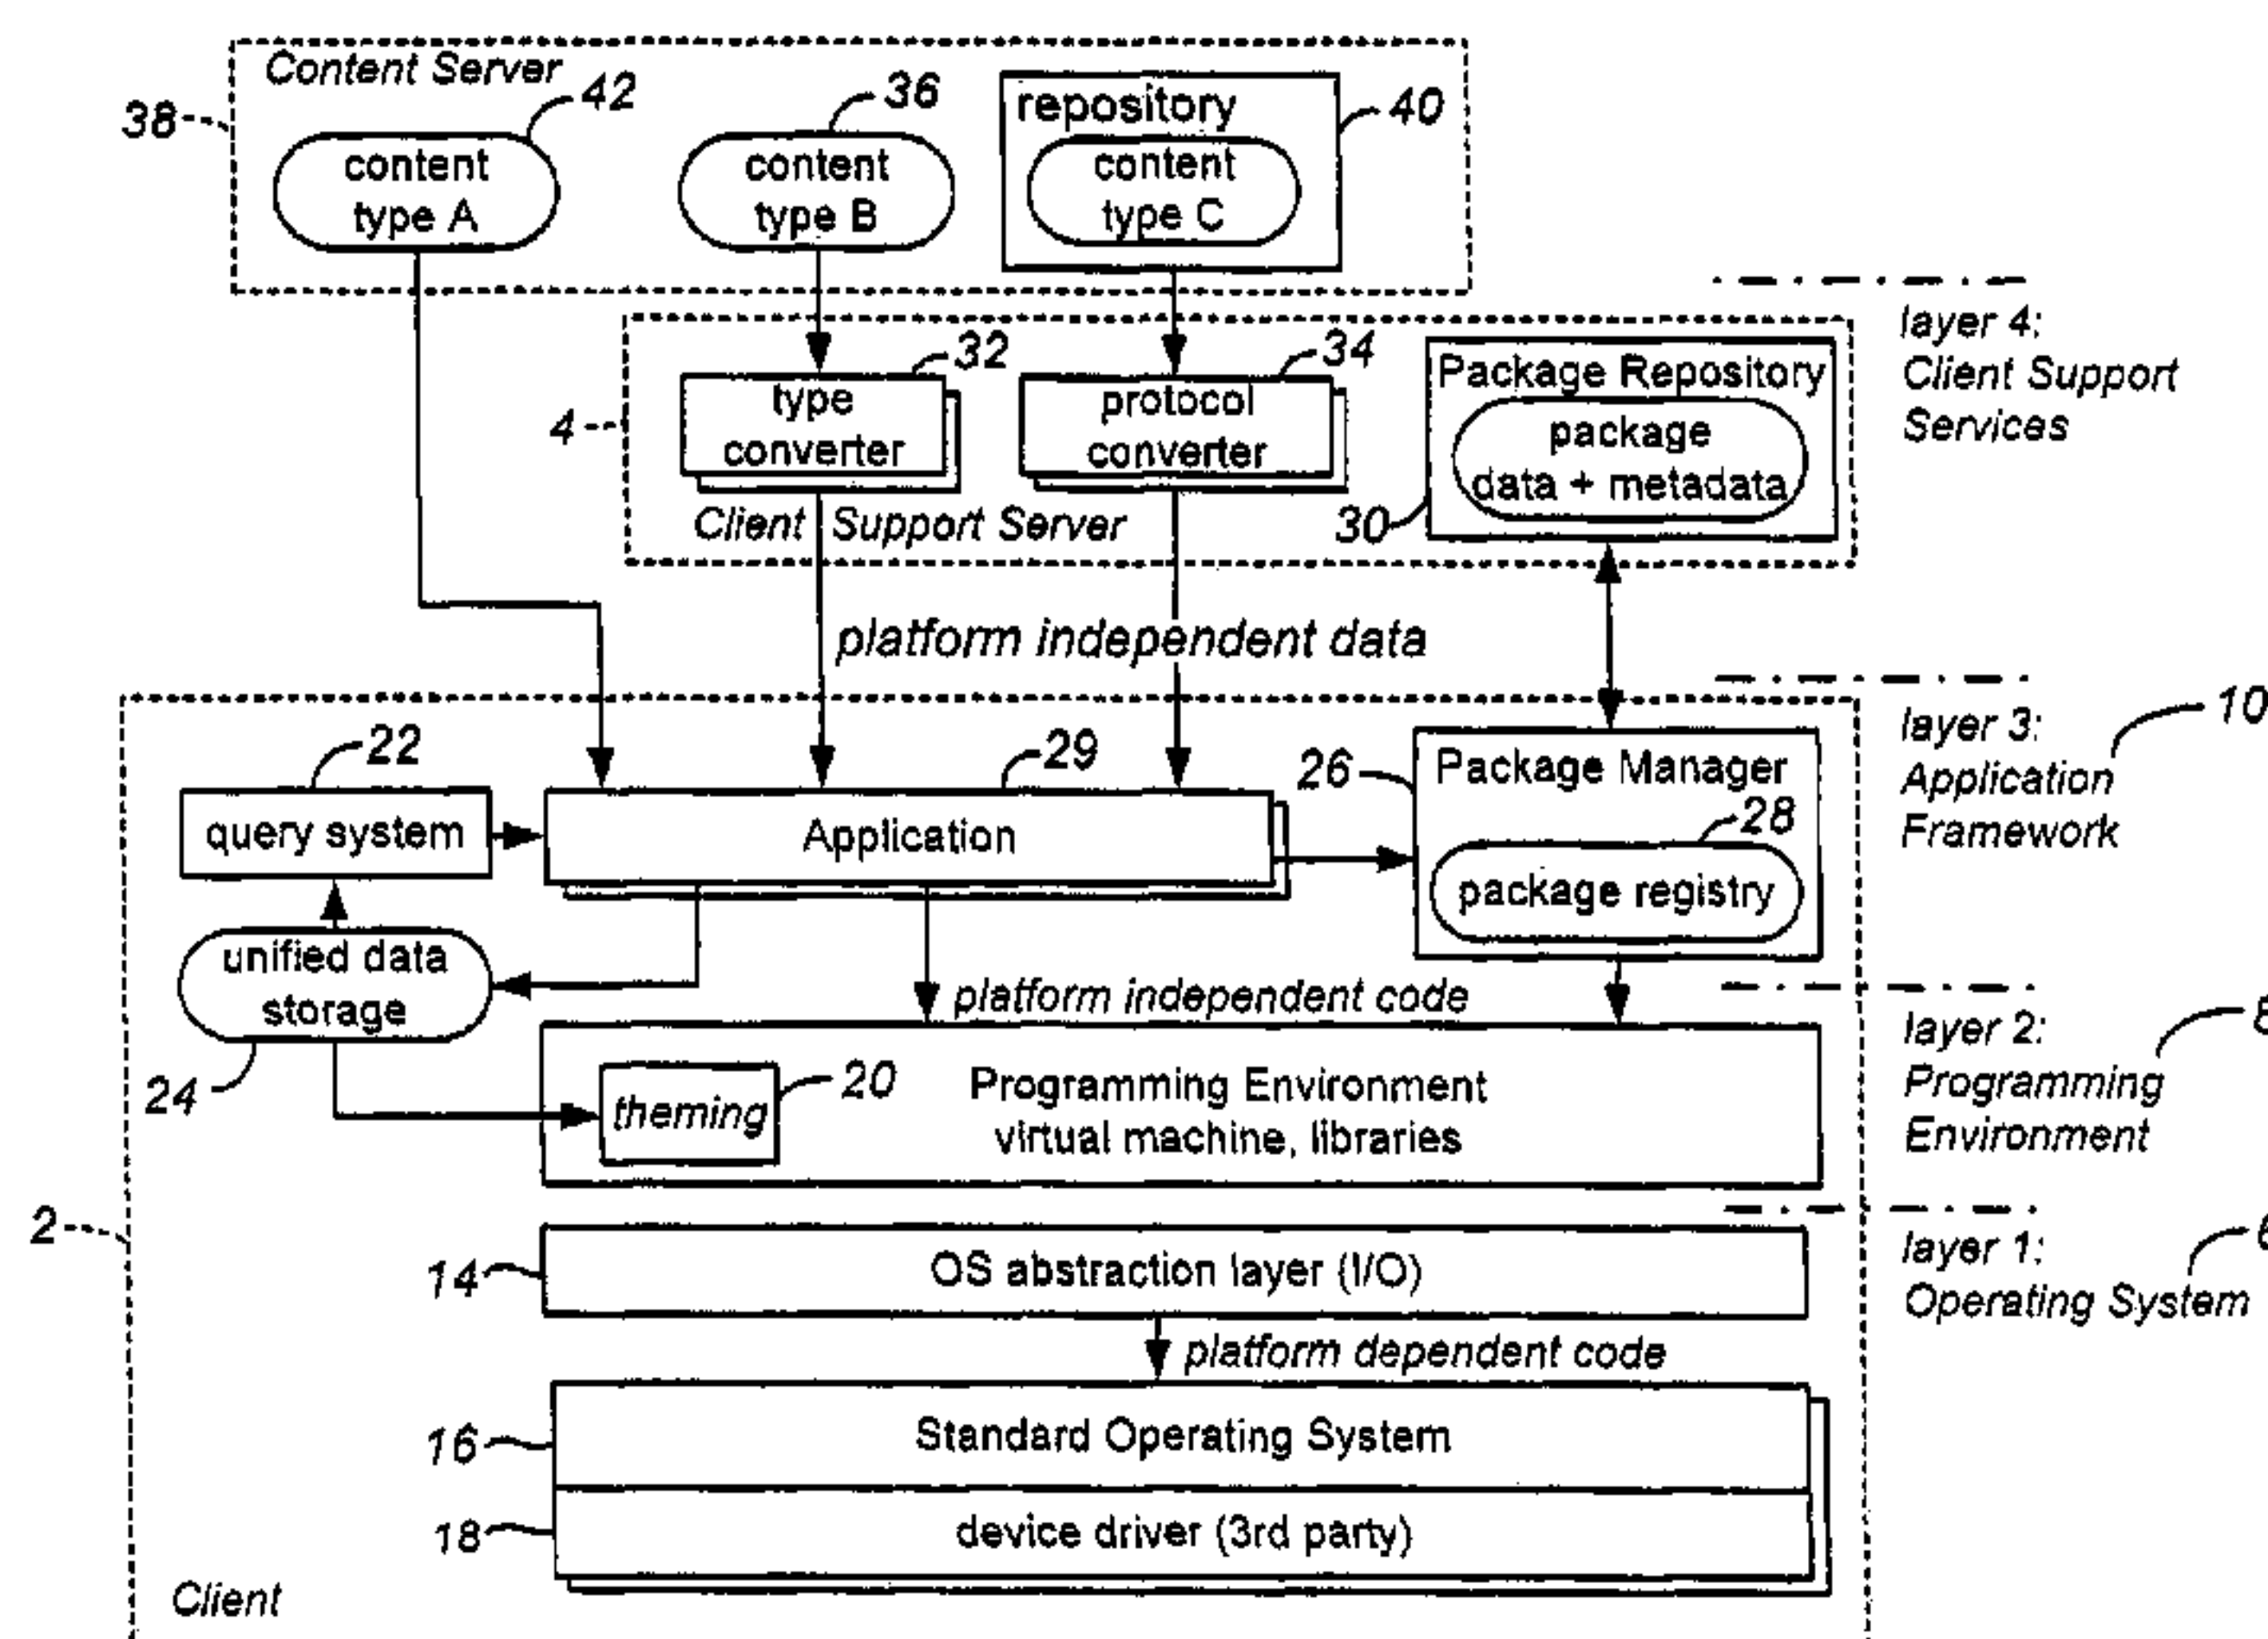 Content Server
38
42
36
repository
40
content
type A
content
type B
content
type C
layer 4:
Client Support
Services
4
32
type
converter
34
protocol
converter
Package Repository
package
data + metadata
30
Client Support Server
platform independent data
layer 3:
Application
Framework
10
22
query system
29
Application
26
Package Manager
28
package registry
unified data
storage
24
platform independent code
layer 2:
Programming
Environment
8
theming
20
Programming Environment
virtual machine, libraries
2
14
OS abstraction layer (I/O)
layer 1:
Operating System
6
platform dependent code
16
Standard Operating System
18
device driver (3rd party)
Client